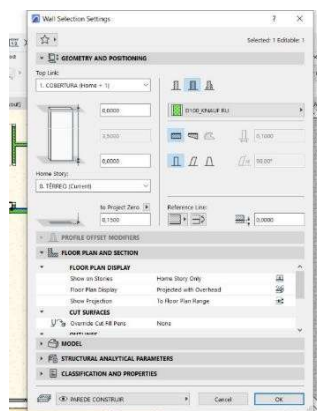 Wall Selection Settings ? X
Selected: 1 Editable: 1
GEOMETRY AND POSITIONING
Top Link:
1. COBERTURA (Home + 1)
0,0000
D100_KNAUF RU
3,5000
0,1000
0,0000
90,00°
Home Story:
0. TÉRREO (Current)
to Project Zero
Reference Line:
0,1500
0,0000
PROFILE OFFSET MODIFIERS
FLOOR PLAN AND SECTION
FLOOR PLAN DISPLAY
Show on Stories Home Story Only
Floor Plan Display Projected with Overhead
Show Projection To Floor Plan Range
CUT SURFACES
Override Cut Fill Pens None
MODEL
STRUCTURAL ANALYTICAL PARAMETERS
CLASSIFICATION AND PROPERTIES
PAREDE CONSTRUIR
Cancel
OK